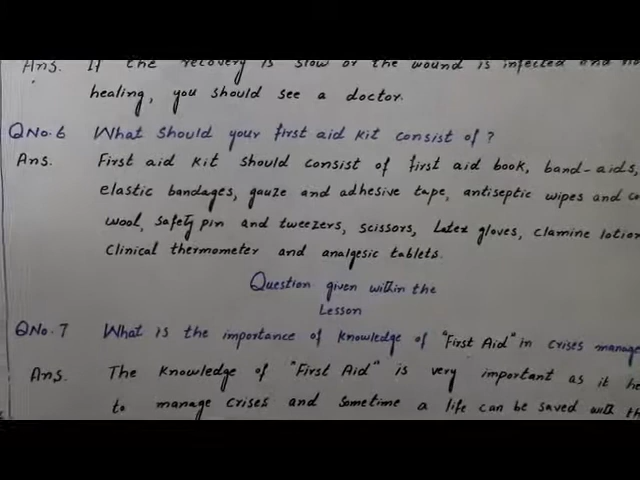 Ans. If the recovery is slow or the wound is infected and
healing, you should see a doctor.
QNo.6 What should your first aid kit consist of?
Ans. First aid kit should consist of first aid book, band-aids,
elastic bandages, gauze and adhesive tape, antiseptic wipes and
wool, safety pin and tweezers, scissors, Latex gloves, clamine lotion
clinical thermometer and analgesic tablets.
Question given within the
Lesson
QNo.7 What is the importance of knowledge of "First Aid" in crises manage
Ans. The knowledge of "First Aid" is very important as it he
to manage crises and sometime a life can be saved with th